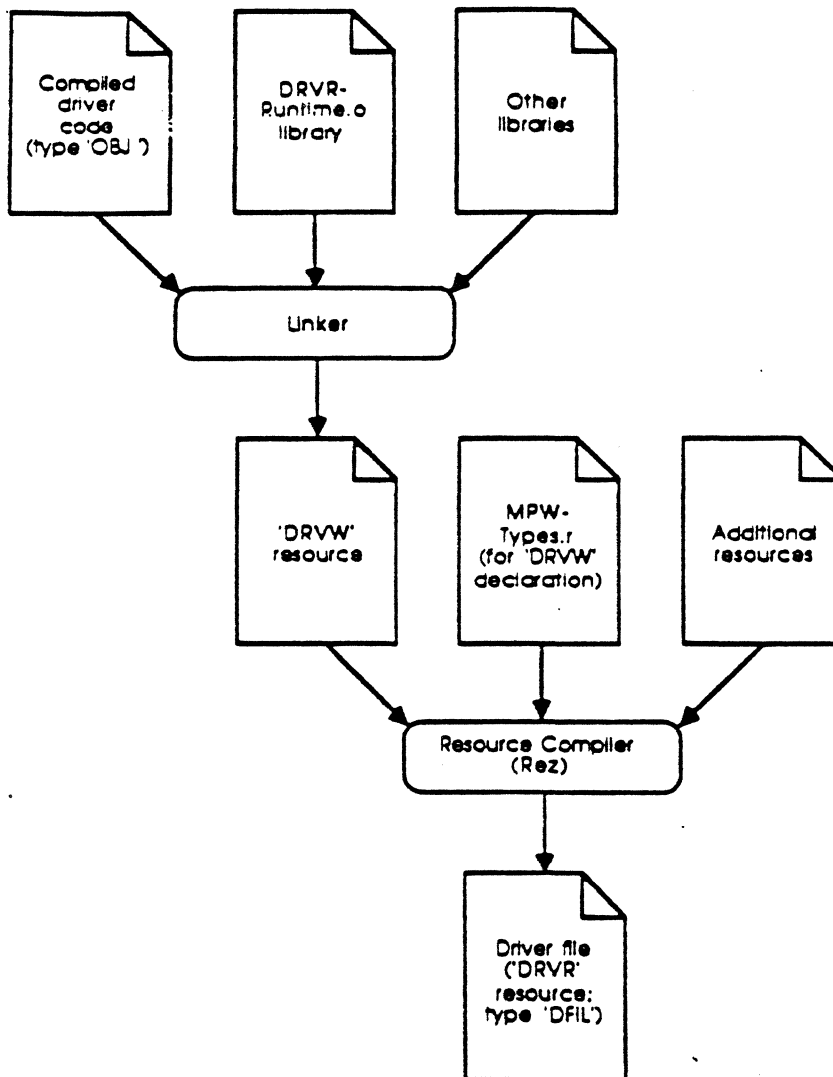 Compiled
driver
code
(type 'OBJ ')
DRVR-
Runtime.o
library
Other
libraries
Linker
'DRVW'
resource
MPW-
Types.r
(for 'DRVW'
declaration)
Additional
resources
Resource Compiler
(Rez)
Driver file
('DRVR'
resource;
type 'DFIL')